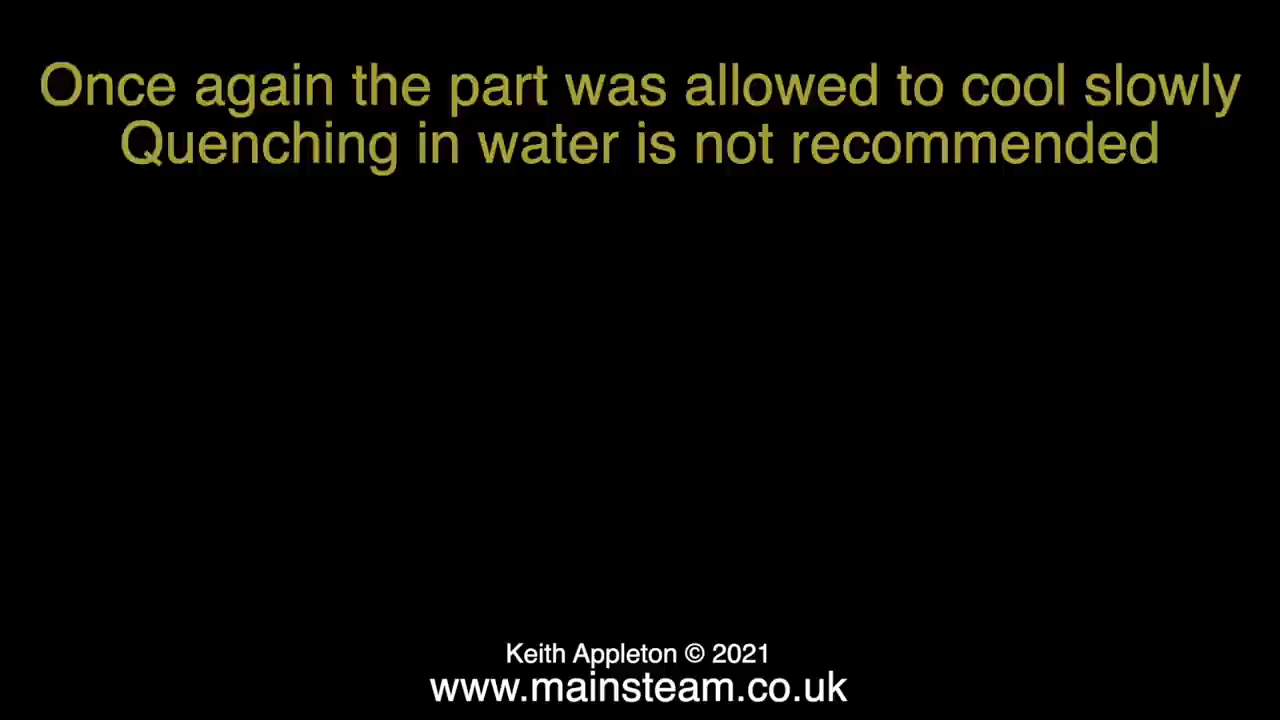 Once again the part was allowed to cool slowly
Quenching in water is not recommended
Keith Appleton © 2021
www.mainsteam.co.uk